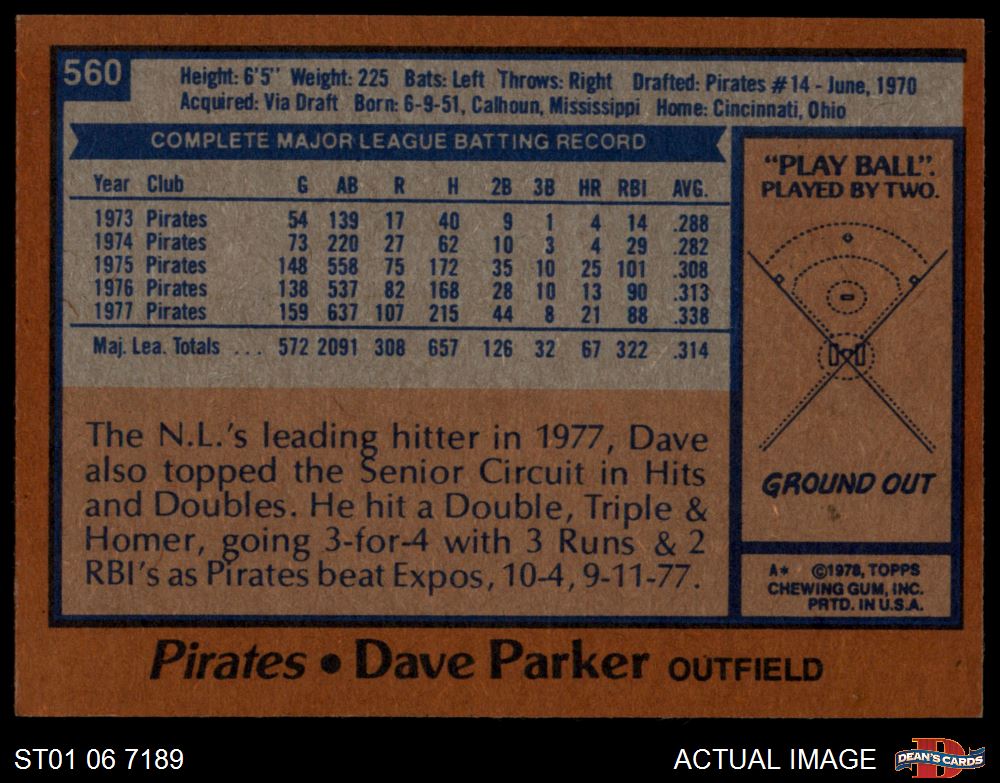 560
Height: 6'5" Weight: 225 Bats: Left Throws: Right Drafted: Pirates #14 - June, 1970
Acquired: Via Draft Born: 6-9-51, Calhoun, Mississippi Home: Cincinnati, Ohio
COMPLETE MAJOR LEAGUE BATTING RECORD
Year Club G AB R H 2B 3B HR RBI AVG.
1973 Pirates 54 139 17 40 9 1 4 14 .288
1974 Pirates 73 220 27 62 10 3 4 29 .282
1975 Pirates 148 558 75 172 35 10 25 101 .308
1976 Pirates 138 537 82 168 28 10 13 90 .313
1977 Pirates 159 637 107 215 44 8 21 88 .338
Maj. Lea. Totals ... 572 2091 308 657 126 32 67 322 .314
The N.L.'s leading hitter in 1977, Dave
also topped the Senior Circuit in Hits
and Doubles. He hit a Double, Triple &
Homer, going 3-for-4 with 3 Runs & 2
RBI's as Pirates beat Expos, 10-4, 9-11-77.
"PLAY BALL".
PLAYED BY TWO.
GROUND OUT
A* ©1978, TOPPS
CHEWING GUM, INC.
PRTD. IN U.S.A.
Pirates • Dave Parker OUTFIELD
ST01 06 7189
ACTUAL IMAGE
DEAN'S CARDS